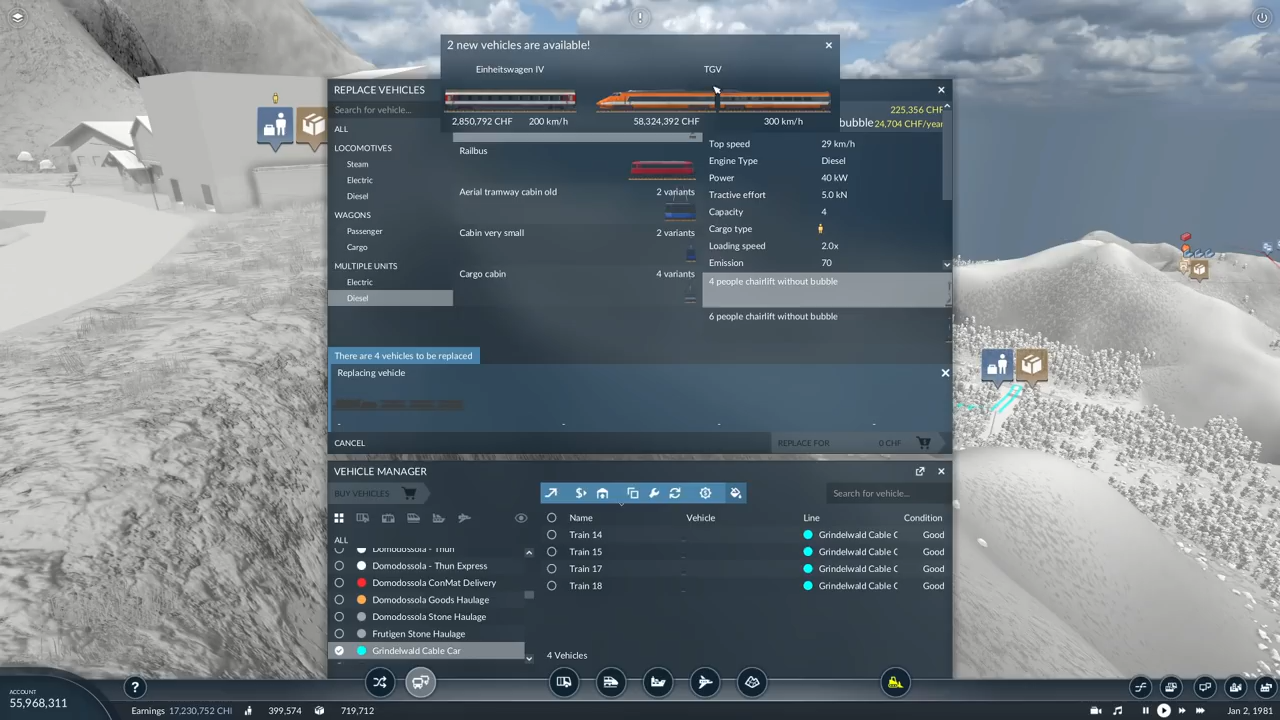 2 new vehicles are available!
Einheitswagen IV
TGV
2,850,792 CHF
200 km/h
58,324,392 CHF
300 km/h
REPLACE VEHICLES
Search for vehicle...
225,356 CHF
bubble
24,704 CHF/year
ALL
LOCOMOTIVES
Steam
Electric
Diesel
WAGONS
Passenger
Cargo
MULTIPLE UNITS
Electric
Diesel
Railbus
Aerial tramway cabin old
2 variants
Cabin very small
2 variants
Cargo cabin
4 variants
Top speed
29 km/h
Engine Type
Diesel
Power
40 kW
Tractive effort
5.0 kN
Capacity
4
Cargo type
Loading speed
2.0x
Emission
70
4 people chairlift without bubble
6 people chairlift without bubble
There are 4 vehicles to be replaced
Replacing vehicle
-
-
-
-
CANCEL
REPLACE FOR
0 CHF
VEHICLE MANAGER
BUY VEHICLES
Search for vehicle...
ALL
Domodossola - Thun
Domodossola - Thun Express
Domodossola ConMat Delivery
Domodossola Goods Haulage
Domodossola Stone Haulage
Frutigen Stone Haulage
Grindelwald Cable Car
Name
Vehicle
Line
Condition
Train 14
Grindelwald Cable C
Good
Train 15
Grindelwald Cable C
Good
Train 17
Grindelwald Cable C
Good
Train 18
Grindelwald Cable C
Good
4 Vehicles
ACCOUNT
55,968,311
?
Earnings
17,230,752 CHI
399,574
719,712
Jan 2, 1981